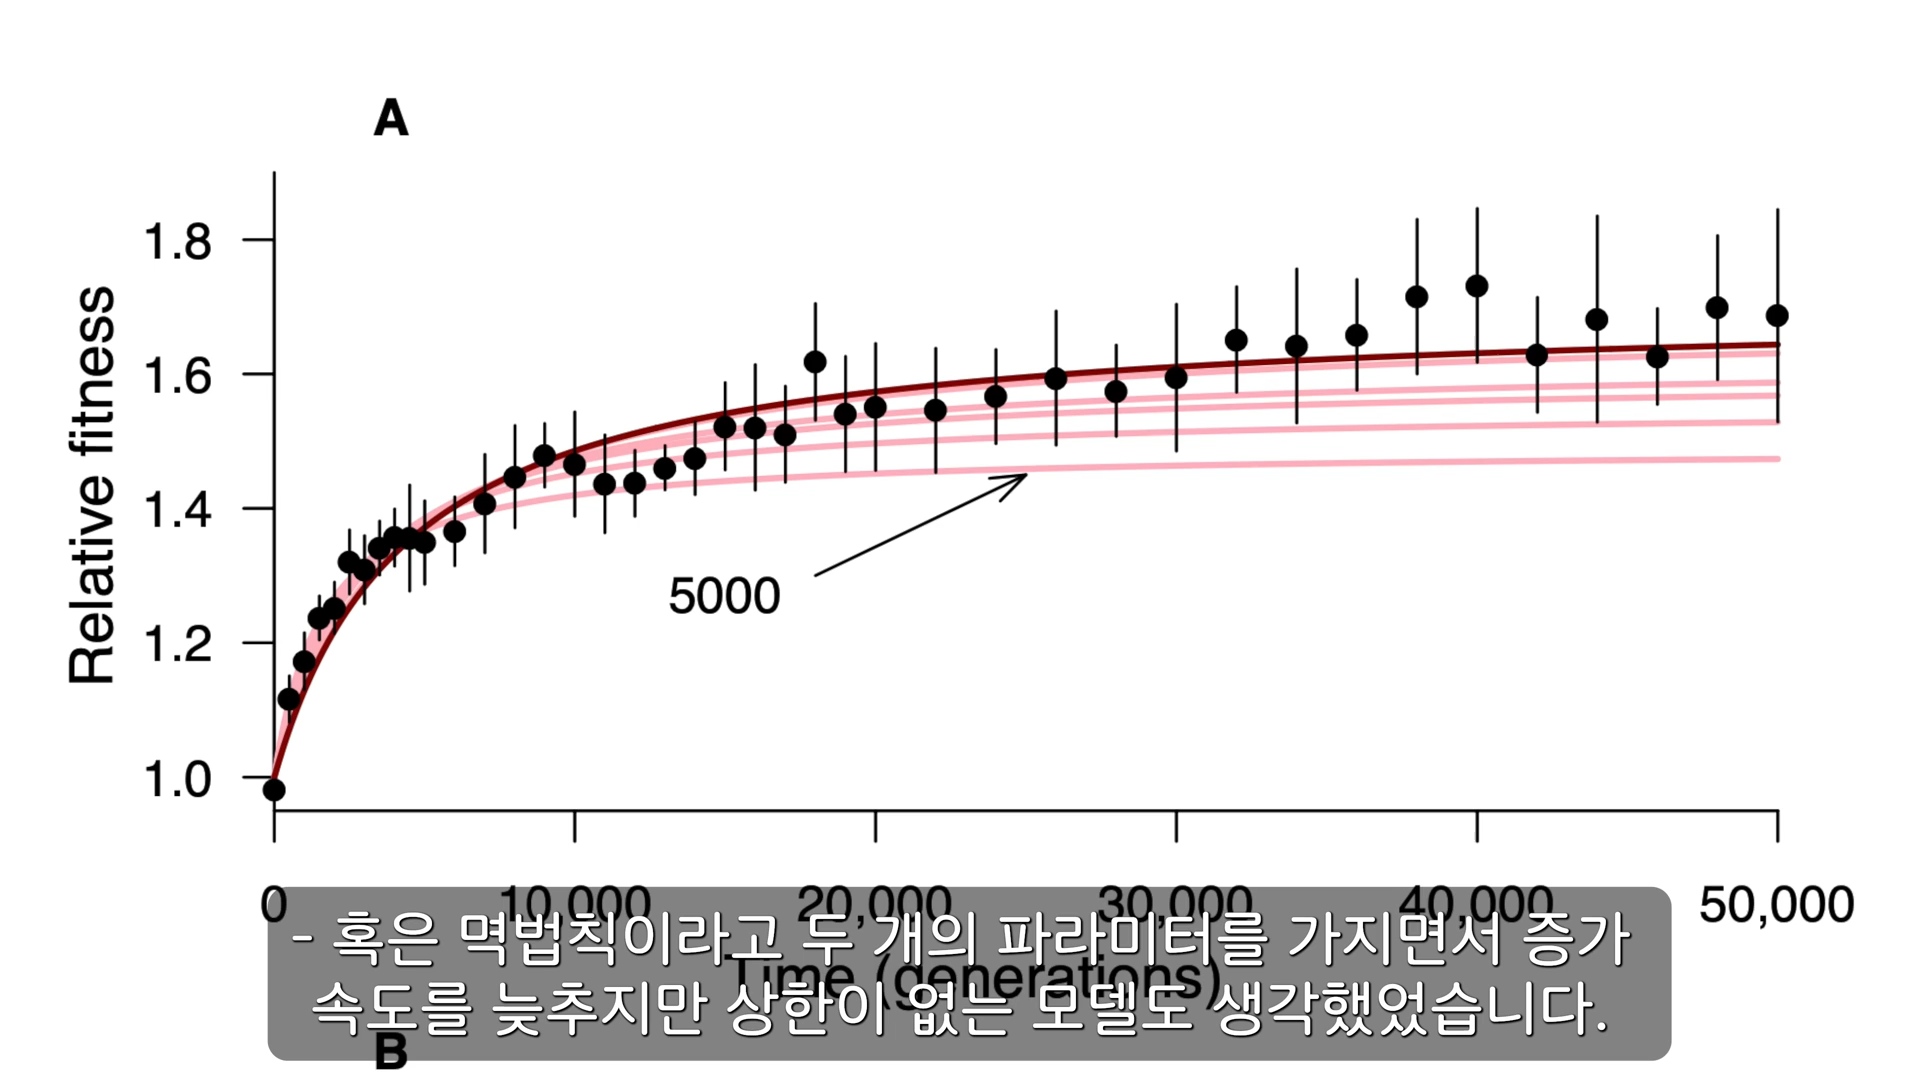 A
Relative fitness
1.8
1.6
1.4
1.2
1.0
5000
0 10,000 20,000 30,000 40,000 50,000
Time (generations)
- 혹은 멱법칙이라고 두 개의 파라미터를 가지면서 증가
속도를 늦추지만 상한이 없는 모델도 생각했었습니다.
B